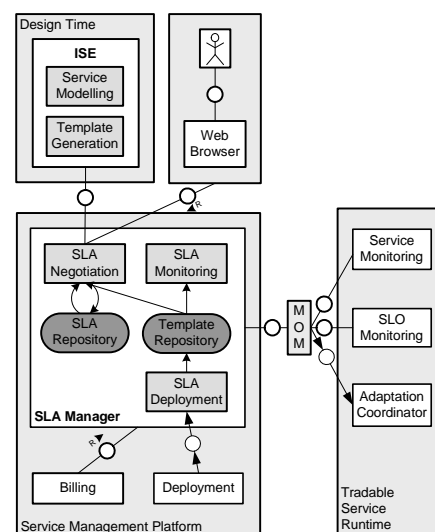 Design Time
ISE
Service
Modelling
Template
Generation
Web
Browser
R
SLA
Negotiation
SLA
Monitoring
SLA
Repository
Template
Repository
SLA
Deployment
SLA Manager
R
Billing
Deployment
Service Management Platform
M
O
M
Service
Monitoring
SLO
Monitoring
Adaptation
Coordinator
Tradable
Service
Runtime